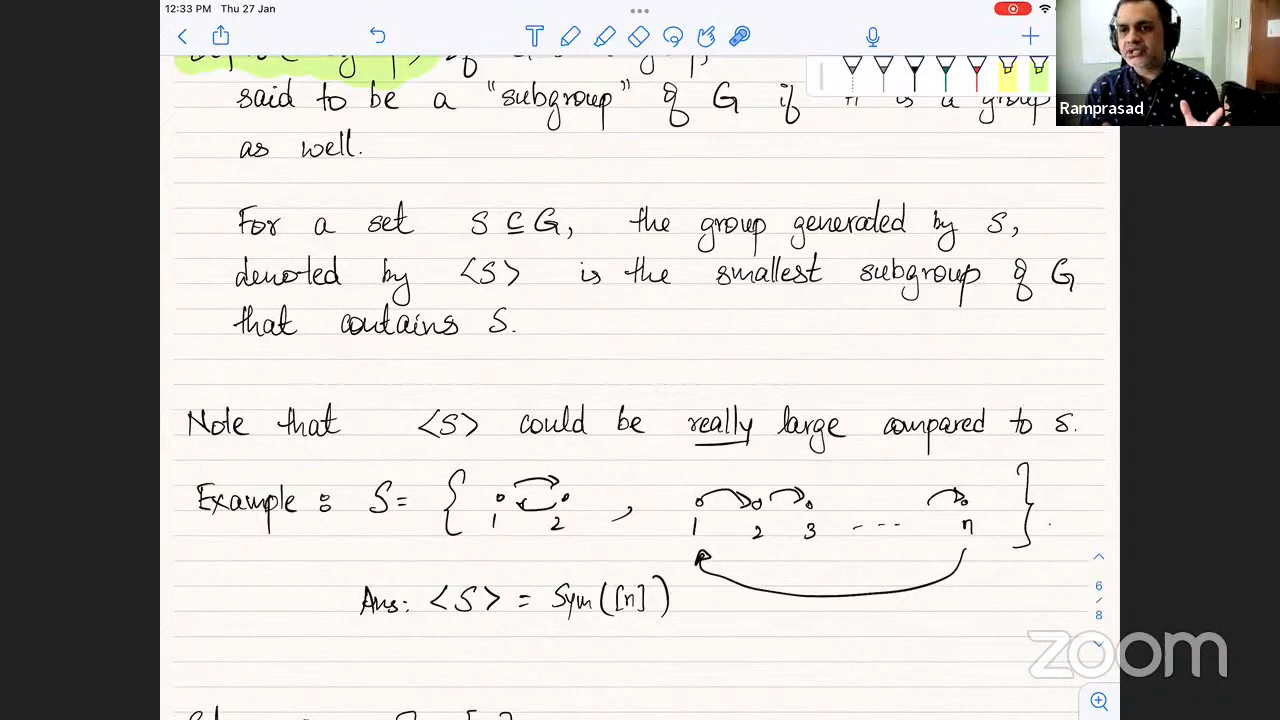 12:33 PM Thu 27 Jan
Ramprasad
said to be a "subgroup" of G if H is a group
as well.
For a set S ⊆ G, the group generated by S,
denoted by <S> is the smallest subgroup of G
that contains S.
Note that <S> could be really large compared to S.
Example : S = { 1 2 , 1 2 3 ... n }.
Ans: <S> = Sym([n])
6
/
8
zoom